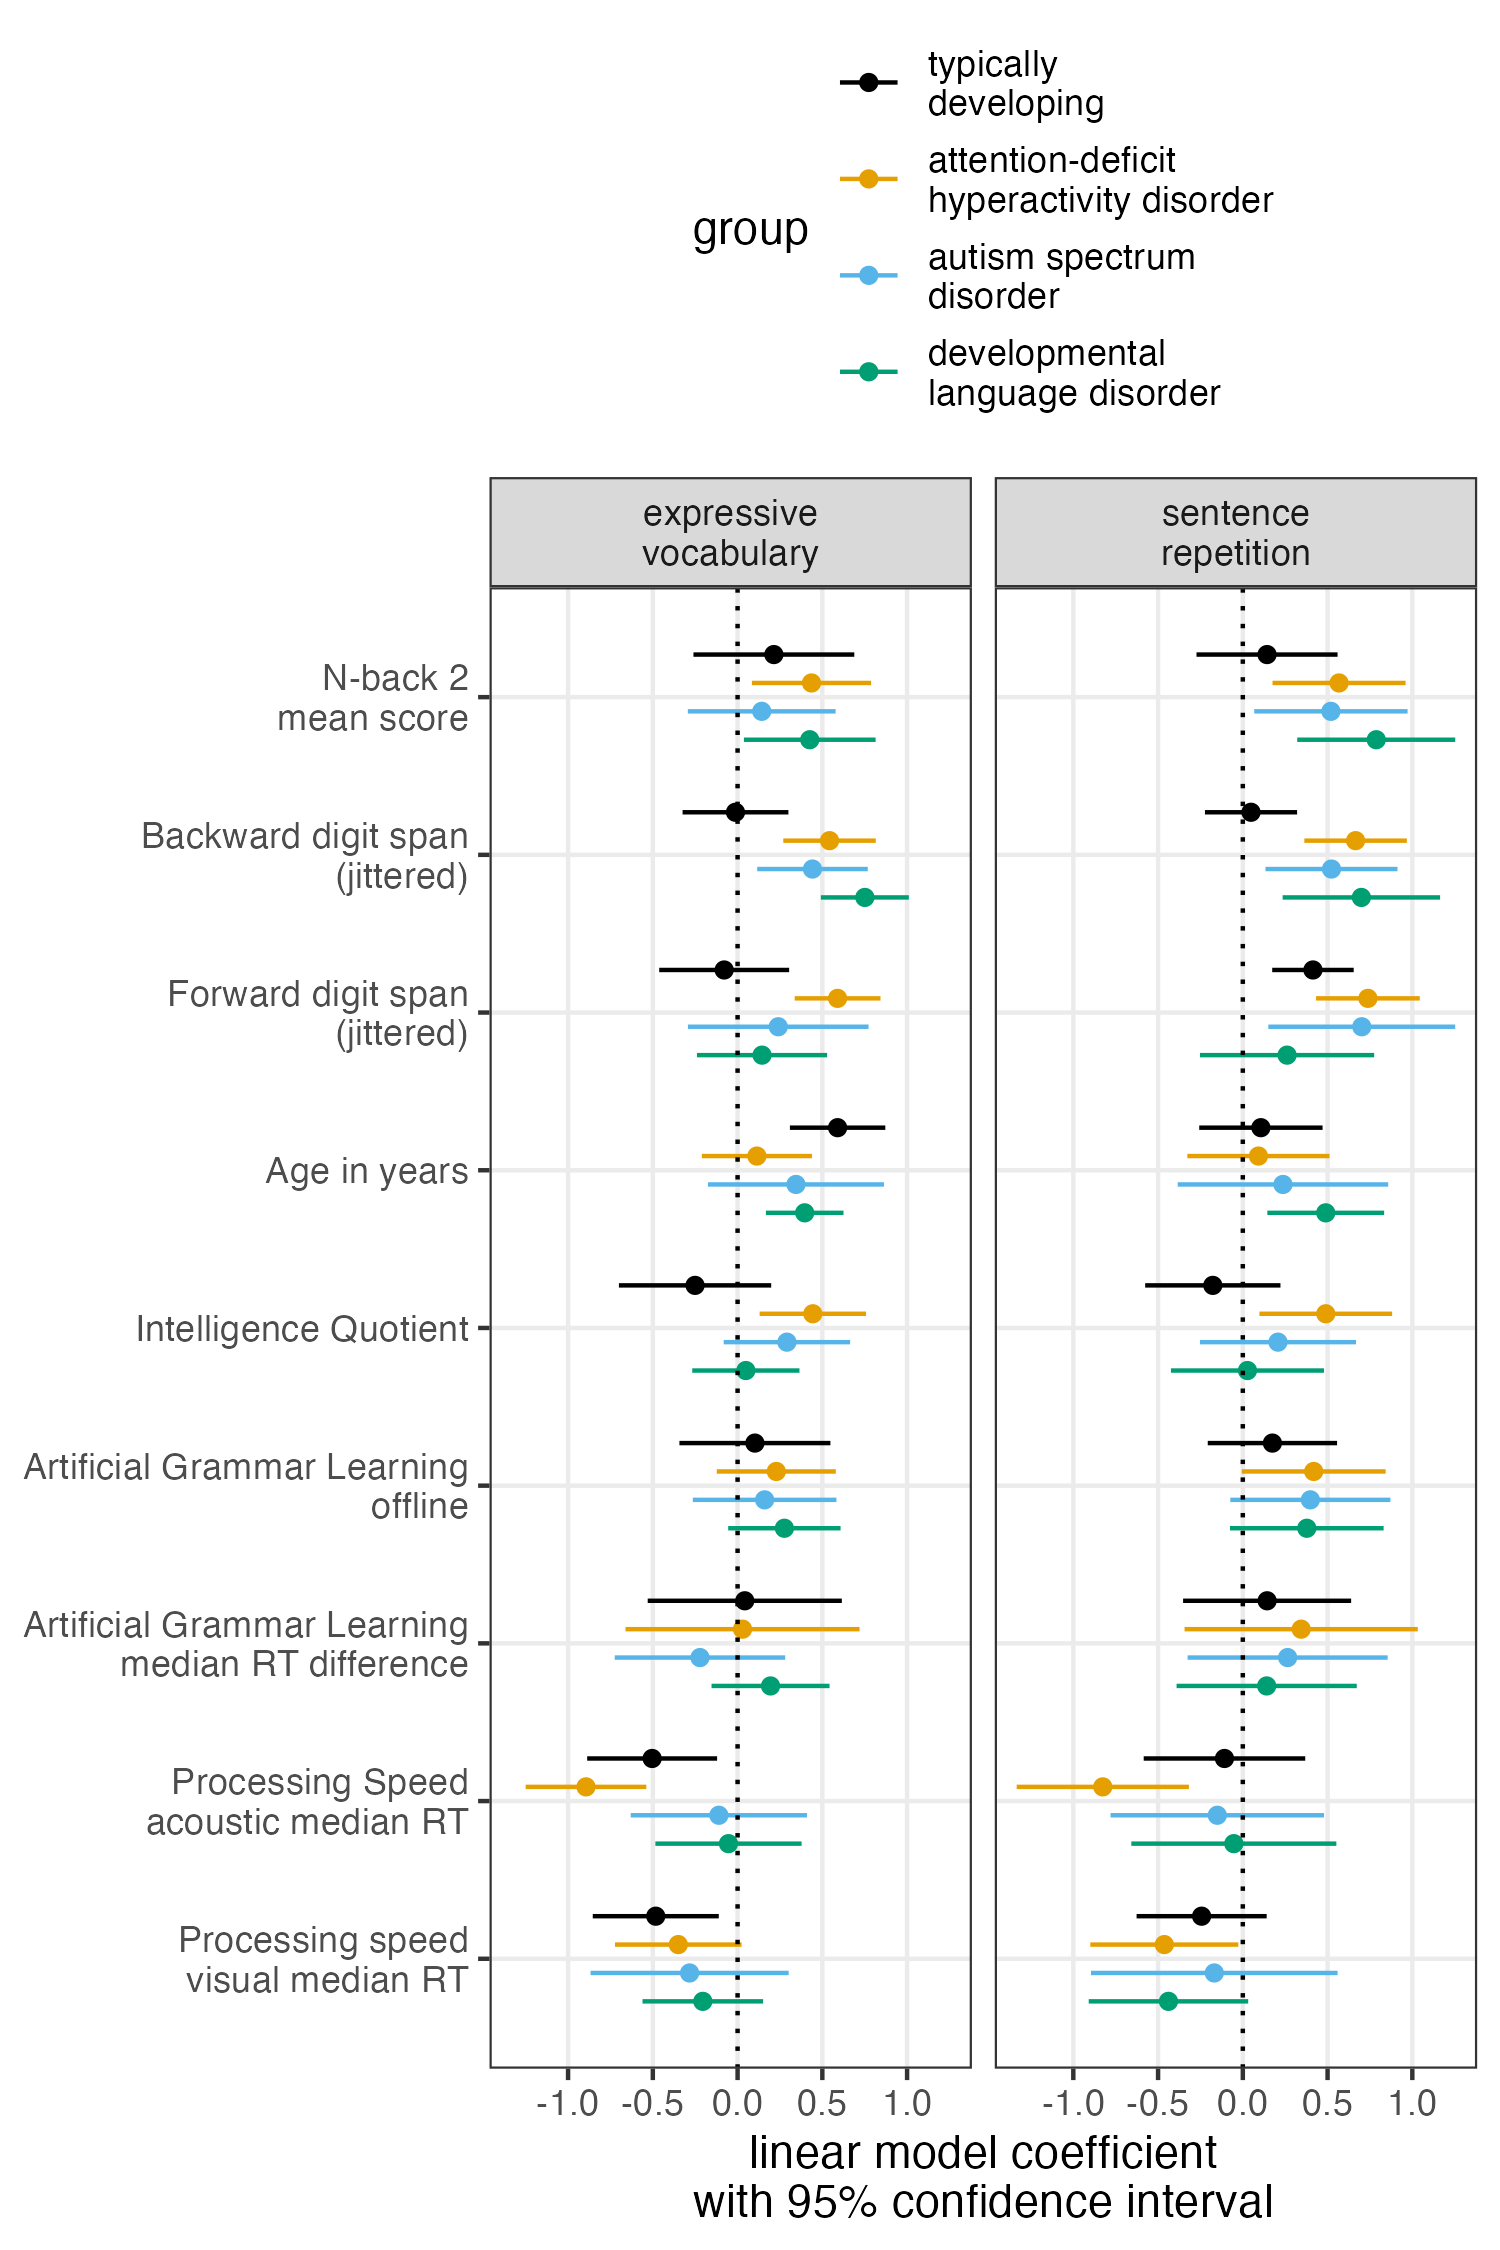 group
typically
developing
attention-deficit
hyperactivity disorder
autism spectrum
disorder
developmental
language disorder
expressive
vocabulary
sentence
repetition
N-back 2
mean score
Backward digit span
(jittered)
Forward digit span
(jittered)
Age in years
Intelligence Quotient
Artificial Grammar Learning
offline
Artificial Grammar Learning
median RT difference
Processing Speed
acoustic median RT
Processing speed
visual median RT
-1.0 -0.5 0.0 0.5 1.0
-1.0 -0.5 0.0 0.5 1.0
linear model coefficient
with 95% confidence interval